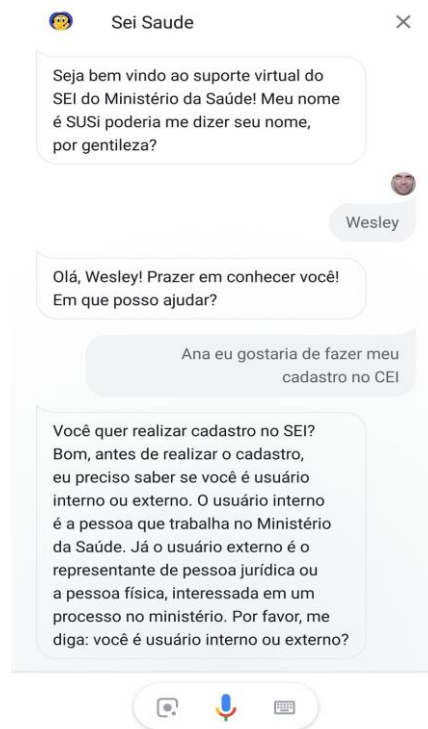 Sei Saude
Seja bem vindo ao suporte virtual do
SEI do Ministério da Saúde! Meu nome
é SUSi poderia me dizer seu nome,
por gentileza?
Wesley
Olá, Wesley! Prazer em conhecer você!
Em que posso ajudar?
Ana eu gostaria de fazer meu
cadastro no CEI
Você quer realizar cadastro no SEI?
Bom, antes de realizar o cadastro,
eu preciso saber se você é usuário
interno ou externo. O usuário interno
é a pessoa que trabalha no Ministério
da Saúde. Já o usuário externo é o
representante de pessoa jurídica ou
a pessoa física, interessada em um
processo no ministério. Por favor, me
diga: você é usuário interno ou externo?